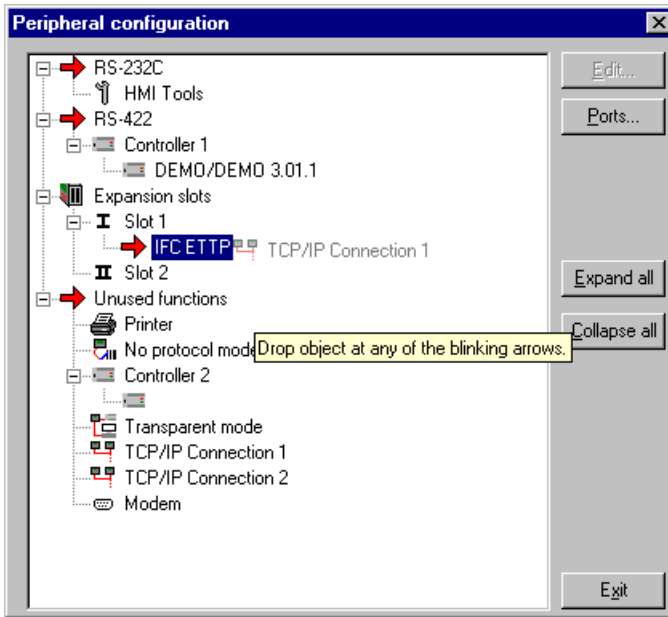 Peripheral configuration
RS-232C
HMI Tools
RS-422
Controller 1
DEMO/DEMO 3.01.1
Expansion slots
I Slot 1
IFC ETTP TCP/IP Connection 1
II Slot 2
Unused functions
Printer
No protocol mode
Drop object at any of the blinking arrows.
Controller 2
Transparent mode
TCP/IP Connection 1
TCP/IP Connection 2
Modem
Edit...
Ports...
Expand all
Collapse all
Exit